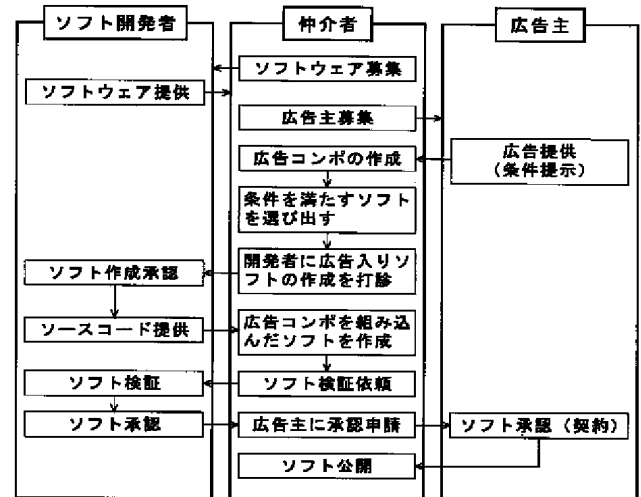 ソフト開発者
仲介者
広告主
ソフトウェア募集
ソフトウェア提供
広告主募集
広告コンポの作成
広告提供
(条件提示)
条件を満たすソフト
を選び出す
開発者に広告入りソ
フトの作成を打診
ソフト作成承認
ソースコード提供
広告コンポを組み込
んだソフトを作成
ソフト検証
ソフト検証依頼
ソフト承認
広告主に承認申請
ソフト承認(契約)
ソフト公開